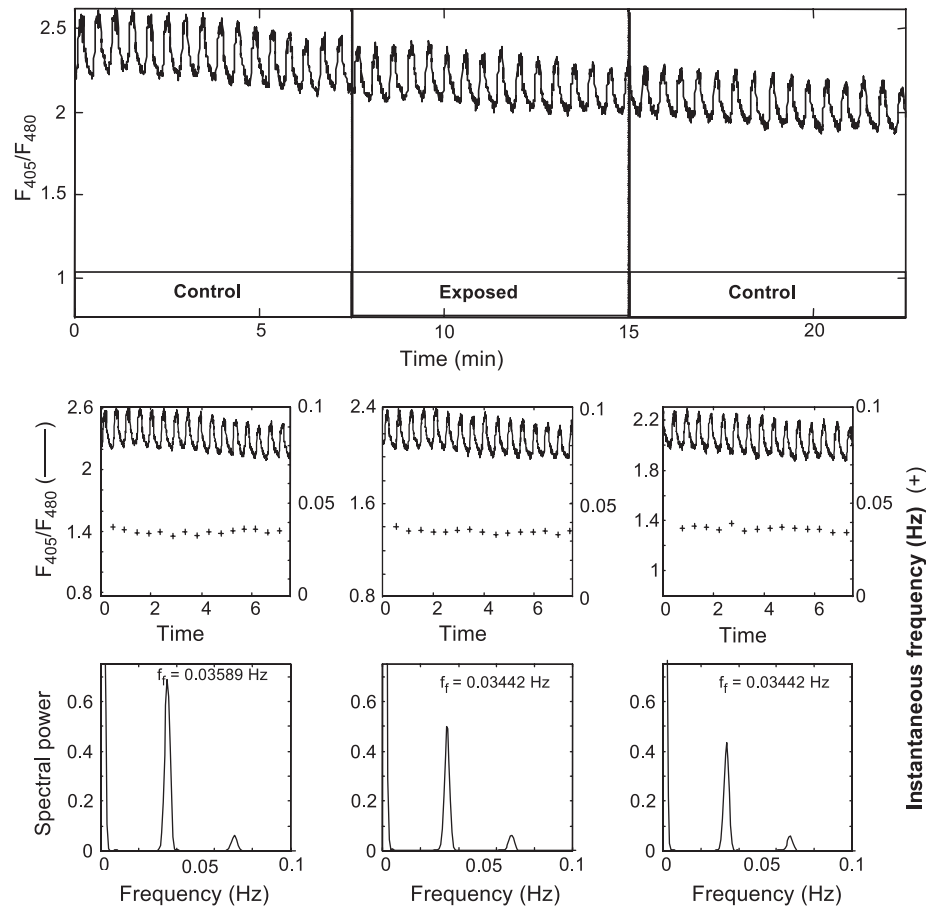 2.5
2
1.5
1
F405/F480
Control
Exposed
Control
0
5
10
15
20
Time (min)
2.6
2
1.4
0.8
F405/F480 (——)
0.1
0.05
0
0 2 4 6
Time
2.4
2
1.6
1.2
0.8
0.1
0.05
0
0 2 4 6
Time
2.2
1.8
1.4
1
0.1
0.05
0
0 2 4 6
Time
Instantaneous frequency (Hz) (+)
Spectral power
0.6
0.4
0.2
0
ff = 0.03589 Hz
0.05
0.1
Frequency (Hz)
0.6
0.4
0.2
0
ff = 0.03442 Hz
0.05
0.1
Frequency (Hz)
0.6
0.4
0.2
0
ff = 0.03442 Hz
0.05
0.1
Frequency (Hz)